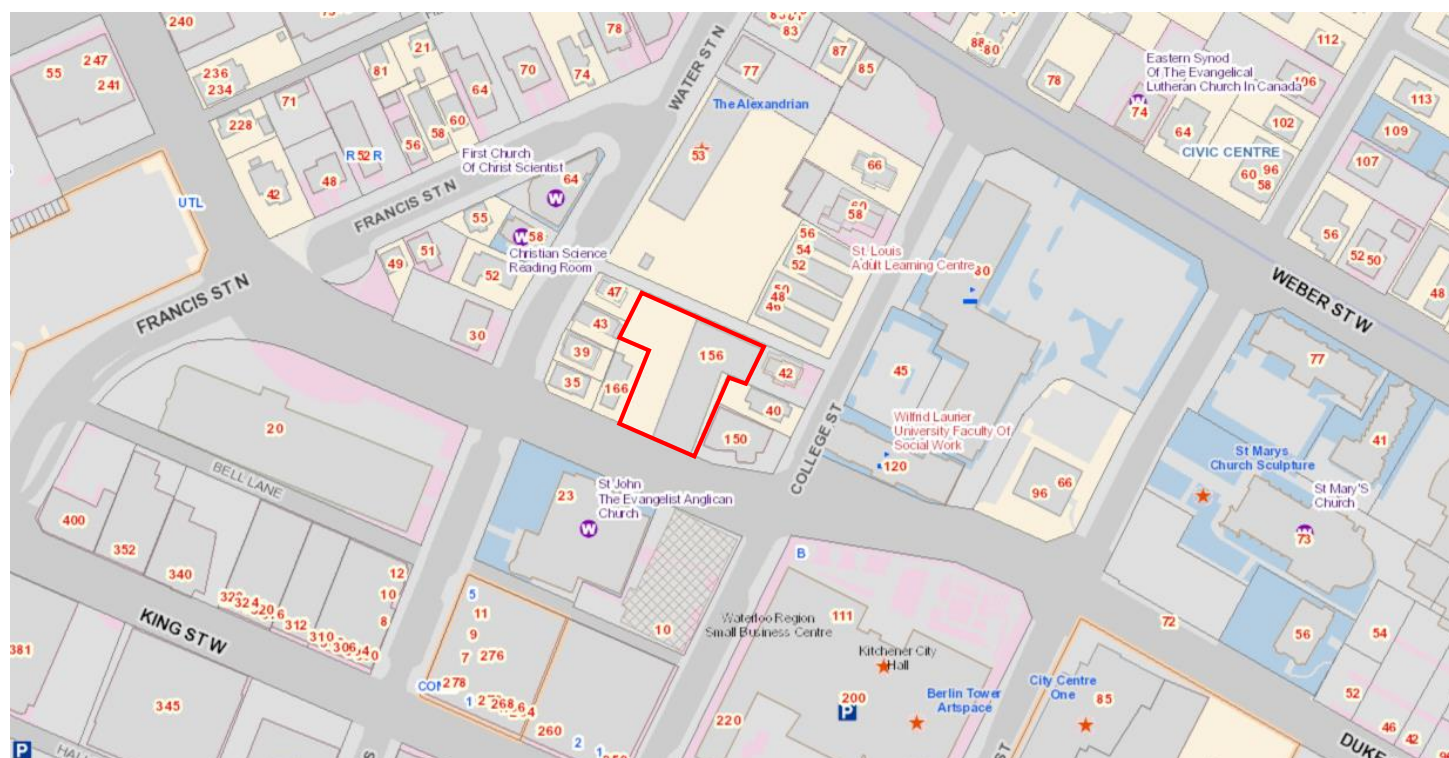 240
78
83
87
88
80
112
55
247
241
236
234
21
81
70
74
77
85
78
Eastern Synod
Of The Evangelical
Lutheran Church In Canada
106
74
113
71
64
WATER ST N
The Alexandrian
228
60
58
56
R 52 R
48
42
First Church
Of Christ Scientist
64
W
53
66
64
102
109
CIVIC CENTRE
107
96
60
58
UTL
FRANCIS ST N
55
W
58
Christian Science
Reading Room
51
49
52
60
58
56
54
52
St. Louis
Adult Learning Centre
80
50
48
46
56
52
50
48
WEBER ST W
FRANCIS ST N
47
43
39
35
30
166
156
42
40
150
45
77
41
20
BELL LANE
COLLEGE ST
Wilfrid Laurier
University Faculty Of
Social Work
120
96
66
St Marys
Church Sculpture
St Mary'S
Church
W
73
23
St John
The Evangelist Anglican
Church
W
400
352
340
12
10
8
312
310
306
KING ST W
B
5
11
9
7
276
278
1
268
260
2
1
10
Waterloo Region
Small Business Centre
111
Kitchener City
Hall
200
P
220
Berlin Tower
Artspace
City Centre
One
85
72
56
54
52
46
42
DUKE
381
345
P
ST